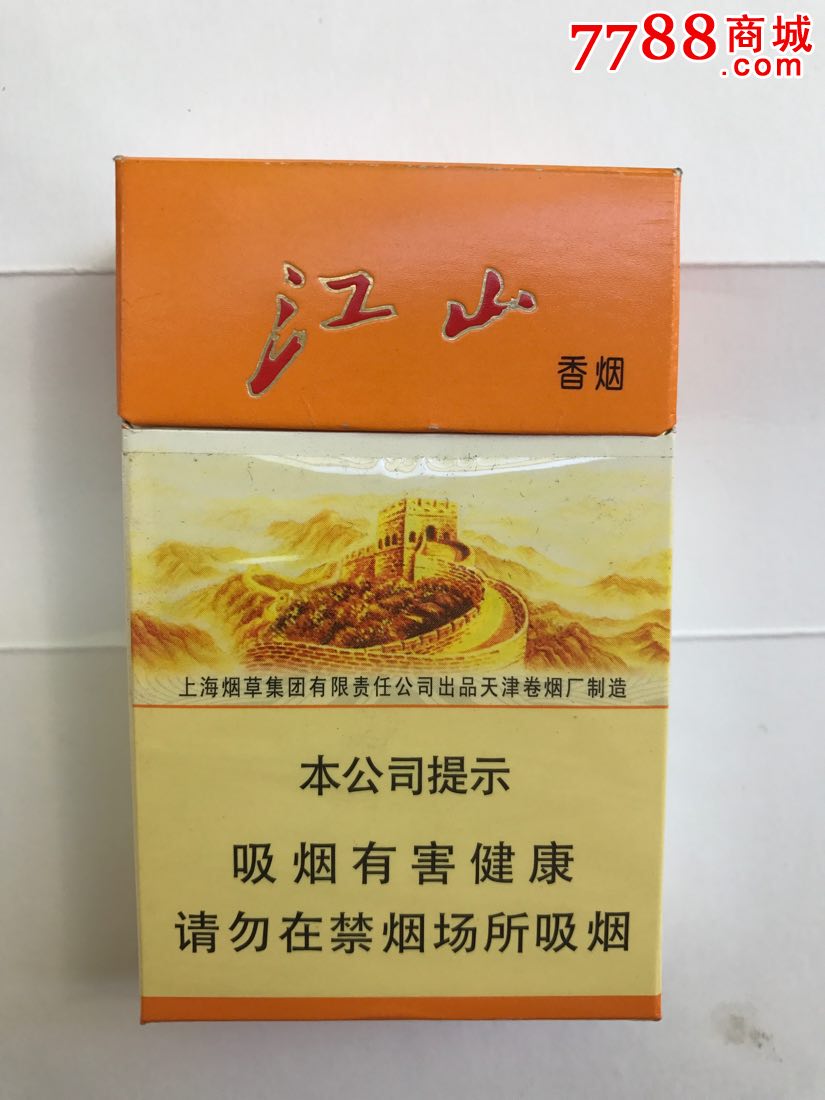 7788商城
.com
江山
香烟
上海烟草集团有限责任公司出品天津卷烟厂制造
本公司提示
吸烟有害健康
请勿在禁烟场所吸烟